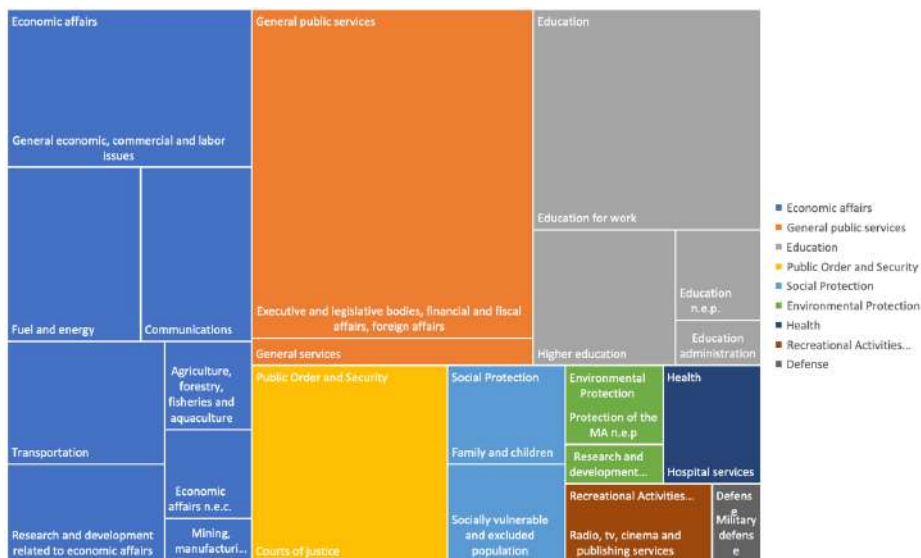 Economic affairs
General economic, commercial and labor
issues
Fuel and energy
Communications
Transportation
Agriculture,
forestry,
fisheries and
aquaculture
Economic
affairs n.e.c.
Research and development
related to economic affairs
Mining,
manufacturi...
General public services
Executive and legislative bodies, financial and fiscal
affairs, foreign affairs
General services
Education
Education for work
Higher education
Education
n.e.p.
Education
administration
Public Order and Security
Courts of justice
Social Protection
Family and children
Socially vulnerable
and excluded
population
Environmental
Protection
Protection of the
MA n.e.p
Research and
development...
Health
Hospital services
Recreational Activities...
Radio, tv, cinema and
publishing services
Defens
e
Military
defens
e
Economic affairs
General public services
Education
Public Order and Security
Social Protection
Environmental Protection
Health
Recreational Activities...
Defense